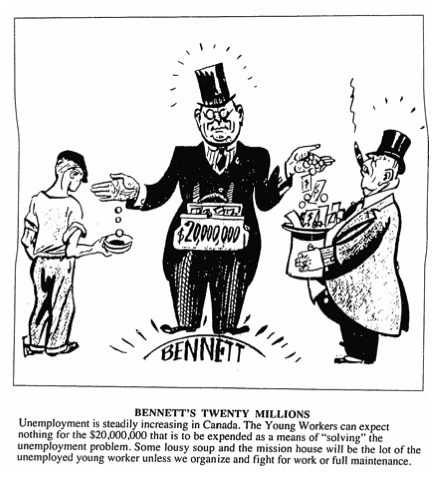 $20,000,000
BENNETT
BENNETT'S TWENTY MILLIONS
Unemployment is steadily increasing in Canada. The Young Workers can expect
nothing for the $20,000,000 that is to be expended as a means of "solving" the
unemployment problem. Some lousy soup and the mission house will be the lot of the
unemployed young worker unless we organize and fight for work or full maintenance.